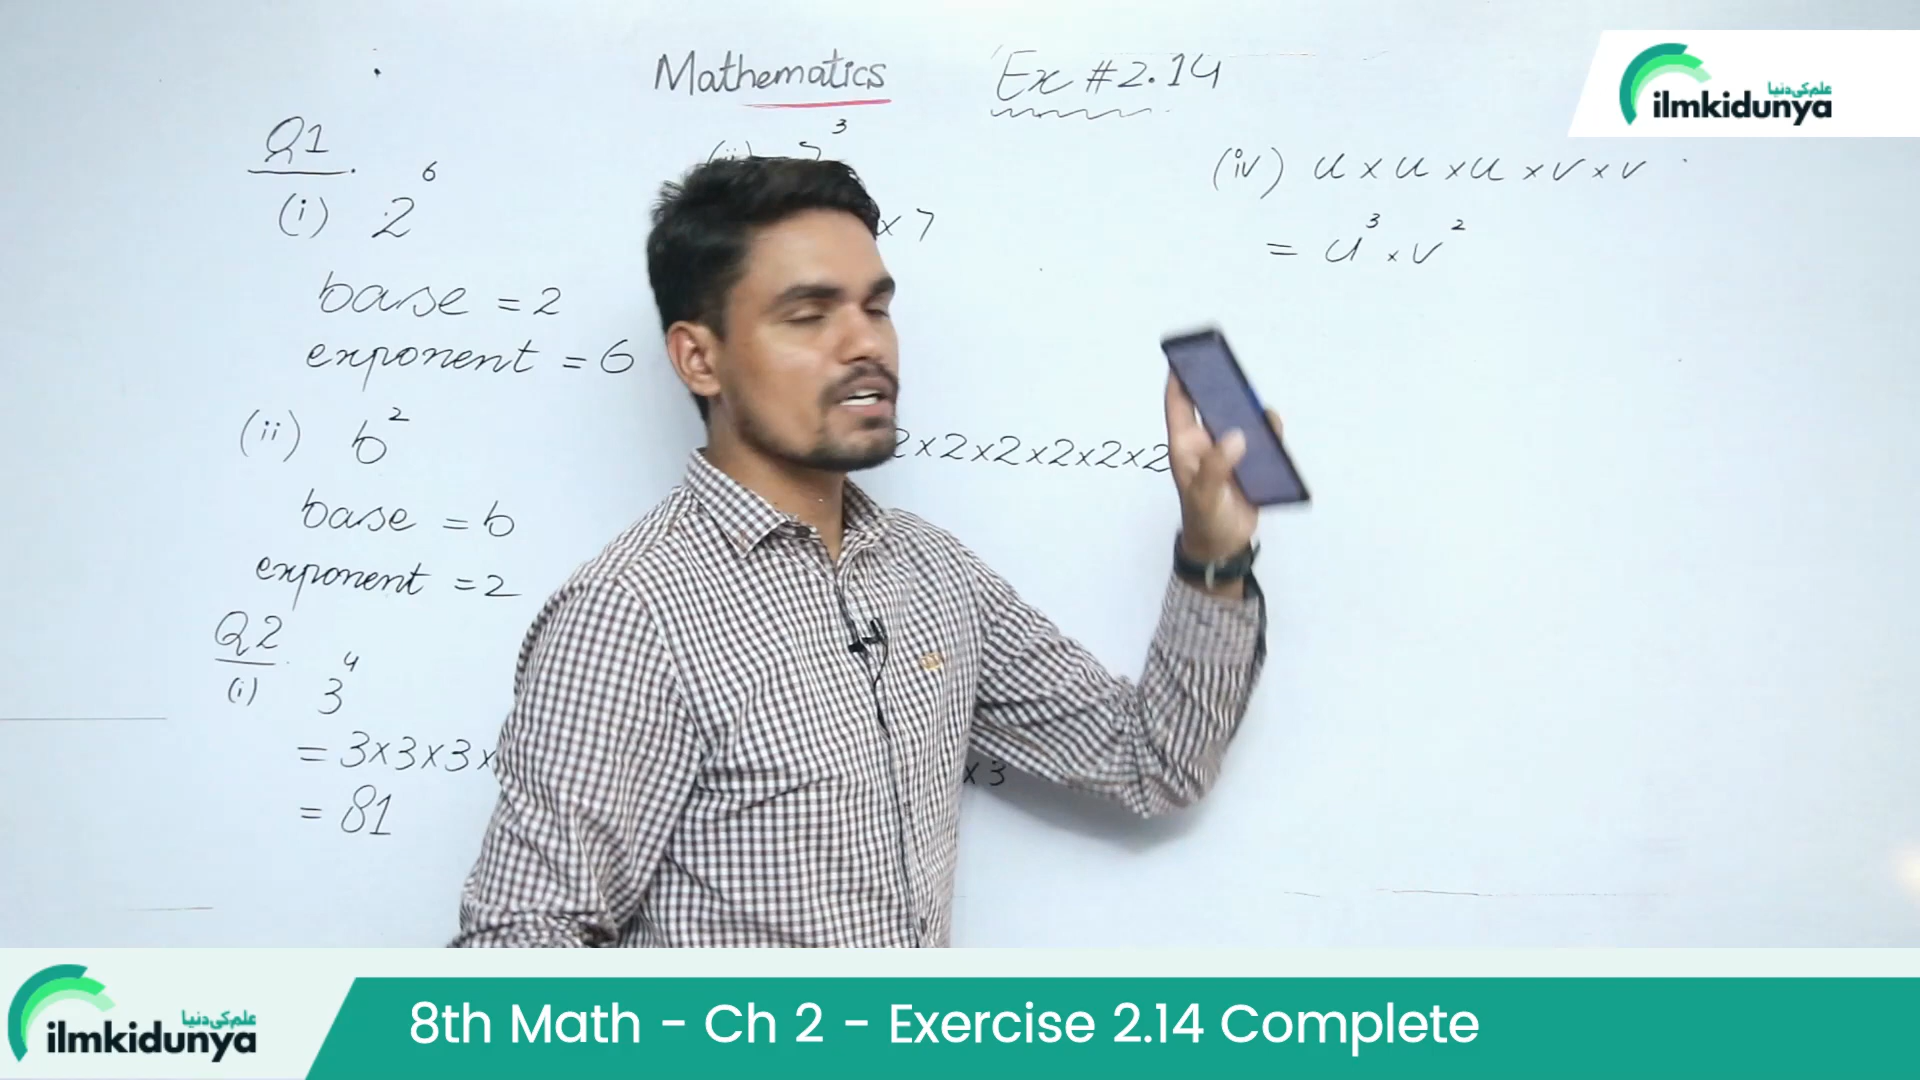 Mathematics
Ex #2.14
علم کی دنیا
ilmkidunya
Q1
(i) 2^6
base = 2
exponent = 6
(ii) b^2
base = b
exponent = 2
Q2
(i) 3^4
= 3x3x3x
= 81
3
x 7
2x2x2x2x2x2
x 3
(iv) u x u x u x v x v
= u^3 x v^2
علم کی دنیا
ilmkidunya
8th Math - Ch 2 - Exercise 2.14 Complete